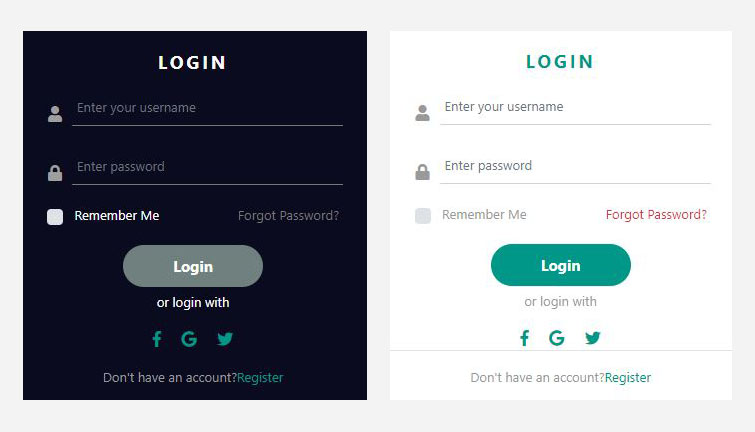 LOGIN
Enter your username
Enter password
Remember Me Forgot Password?
Login
or login with
Don't have an account?Register
LOGIN
Enter your username
Enter password
Remember Me Forgot Password?
Login
or login with
Don't have an account?Register